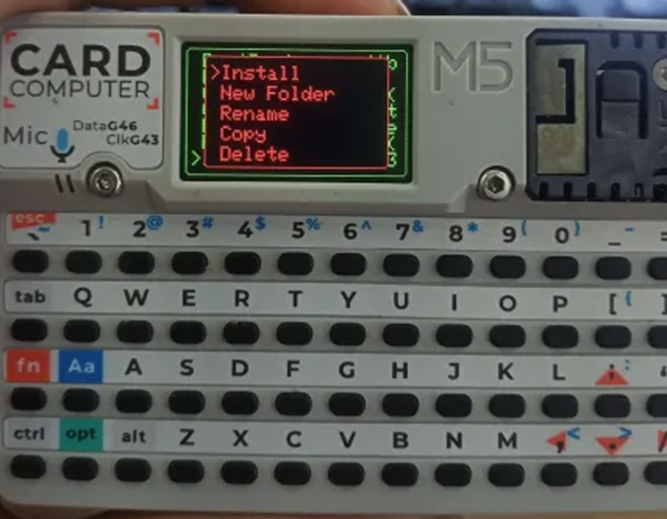 CARD
COMPUTER
Mic
DataG46
ClkG43
M5
>Install
New Folder
Rename
Copy
Delete
>
esc ` ~ 1 ! 2 @ 3 # 4 $ 5 % 6 ^ 7 & 8 * 9 ( 0 ) _ -
tab Q W E R T Y U I O P [ {
fn Aa A S D F G H J K L ; :
ctrl opt alt Z X C V B N M , < . >